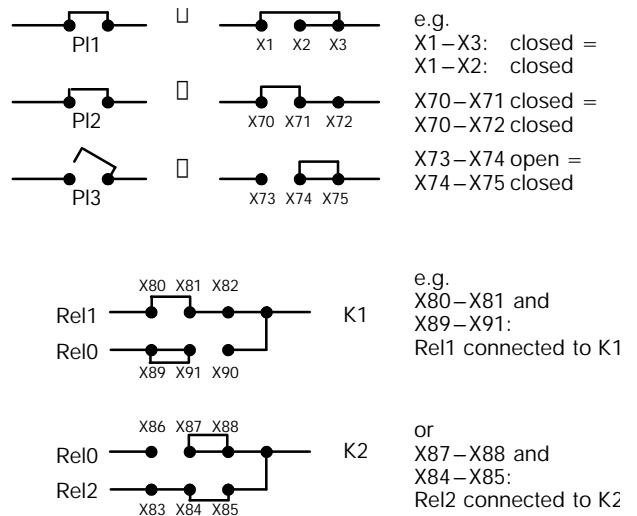 PI1
X1 X2 X3
e.g.
X1–X3: closed =
X1–X2: closed
PI2
X70 X71 X72
X70–X71 closed =
X70–X72 closed
PI3
X73 X74 X75
X73–X74 open =
X74–X75 closed
X80 X81 X82
Rel1
K1
Rel0
X89 X91 X90
e.g.
X80–X81 and
X89–X91:
Rel1 connected to K1
X86 X87 X88
Rel0
K2
Rel2
X83 X84 X85
or
X87–X88 and
X84–X85:
Rel2 connected to K2